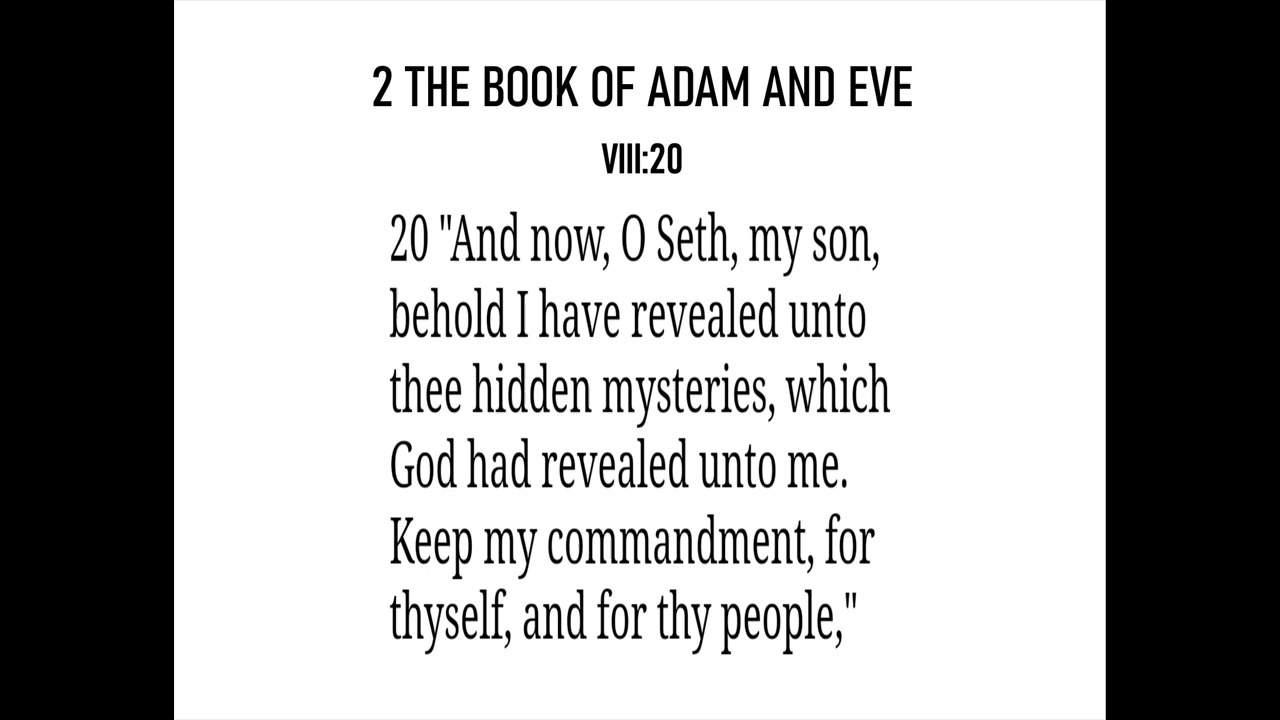 2 THE BOOK OF ADAM AND EVE
VIII:20
20 "And now, O Seth, my son,
behold I have revealed unto
thee hidden mysteries, which
God had revealed unto me.
Keep my commandment, for
thyself, and for thy people,"